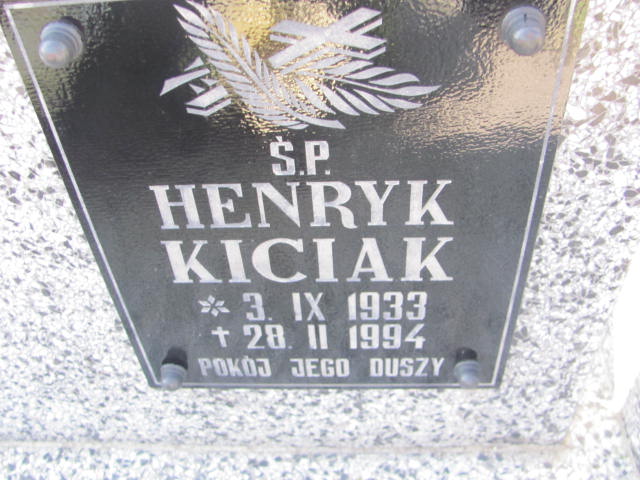 Ś.P.
HENRYK
KICIAK
* 3. IX 1933
✝ 28. II 1994
POKÓJ JEGO DUSZY